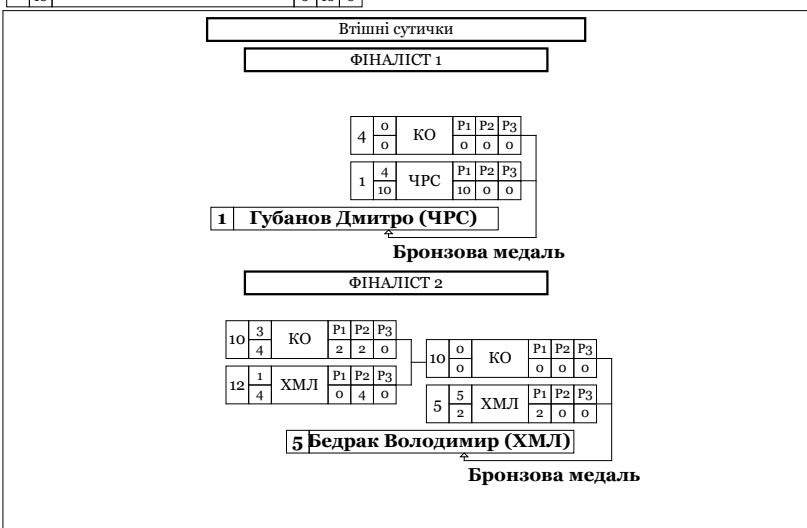 10 0 10 0
Втішні сутички
ФІНАЛІСТ 1
4 0 КО P1 P2 P3
0 0 0 0
1 4 ЧРС P1 P2 P3
10 10 0 0
1 Губанов Дмитро (ЧРС)
Бронзова медаль
ФІНАЛІСТ 2
10 3 КО P1 P2 P3
4 2 2 0
10 0 КО P1 P2 P3
0 0 0 0
12 1 ХМЛ P1 P2 P3
4 0 4 0
5 5 ХМЛ P1 P2 P3
2 2 0 0
5 Бедрак Володимир (ХМЛ)
Бронзова медаль